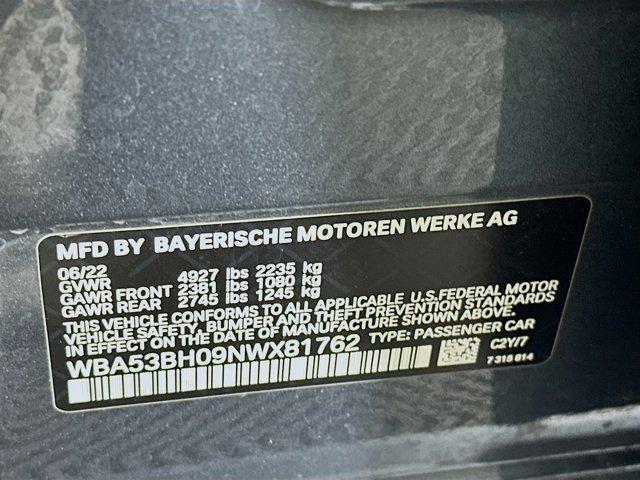 MFD BY BAYERISCHE MOTOREN WERKE AG
06/22
GVWR 4927 lbs 2235 kg
GAWR FRONT 2381 lbs 1080 kg
GAWR REAR 2745 lbs 1245 kg
THIS VEHICLE CONFORMS TO ALL APPLICABLE U.S.FEDERAL MOTOR
VEHICLE SAFETY, BUMPER AND THEFT PREVENTION STANDARDS
IN EFFECT ON THE DATE OF MANUFACTURE SHOWN ABOVE.
WBA53BH09NWX81762 TYPE: PASSENGER CAR
C2Y/7
7 315 814